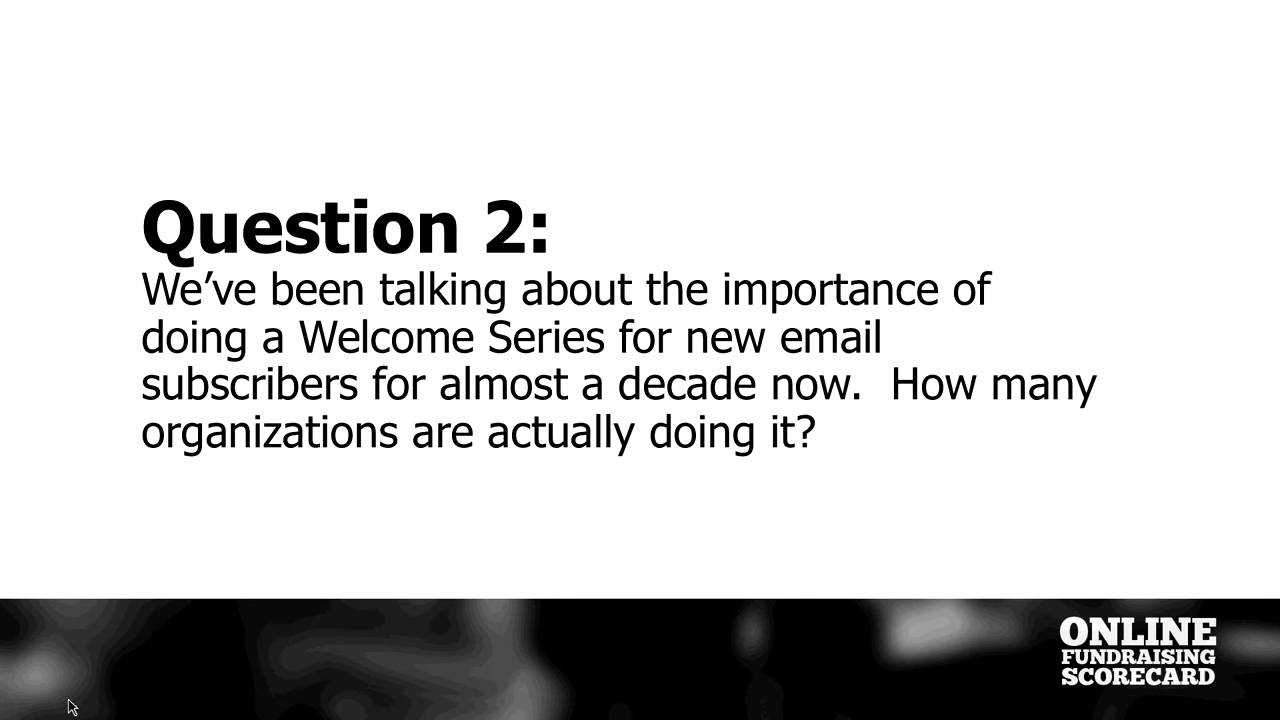 Question 2:
We’ve been talking about the importance of
doing a Welcome Series for new email
subscribers for almost a decade now.  How many
organizations are actually doing it?
ONLINE
FUNDRAISING
SCORECARD